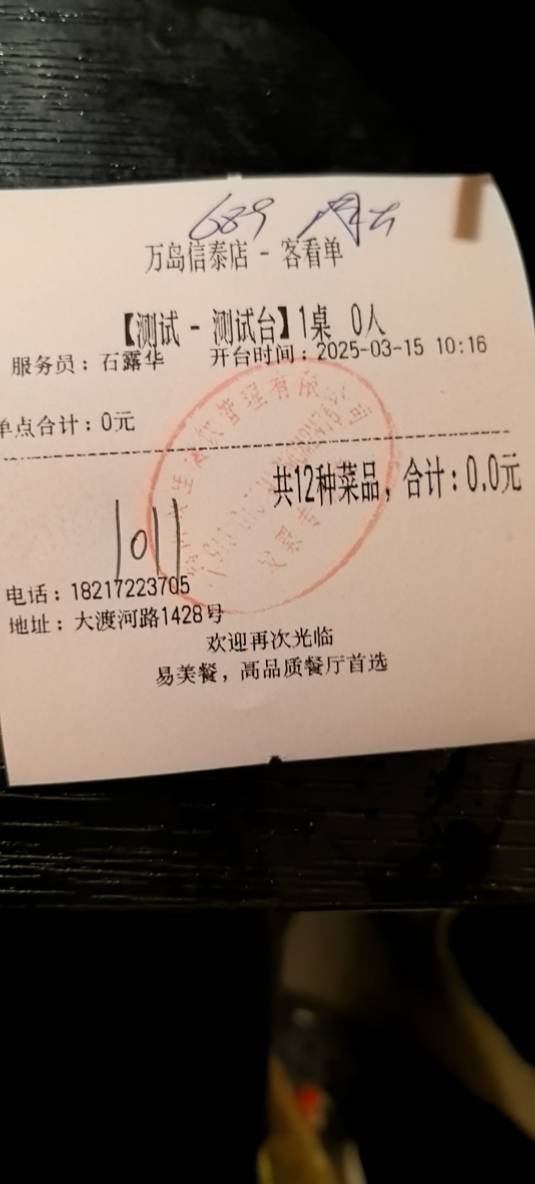 689
万岛信泰店 - 客看单
【测试 - 测试台】1桌 0人
服务员：石露华 开台时间：2025-03-15 10:16
单点合计：0元
共12种菜品，合计：0.0元
1011
电话：18217223705
地址：大渡河路1428号
欢迎再次光临
易美餐，高品质餐厅首选